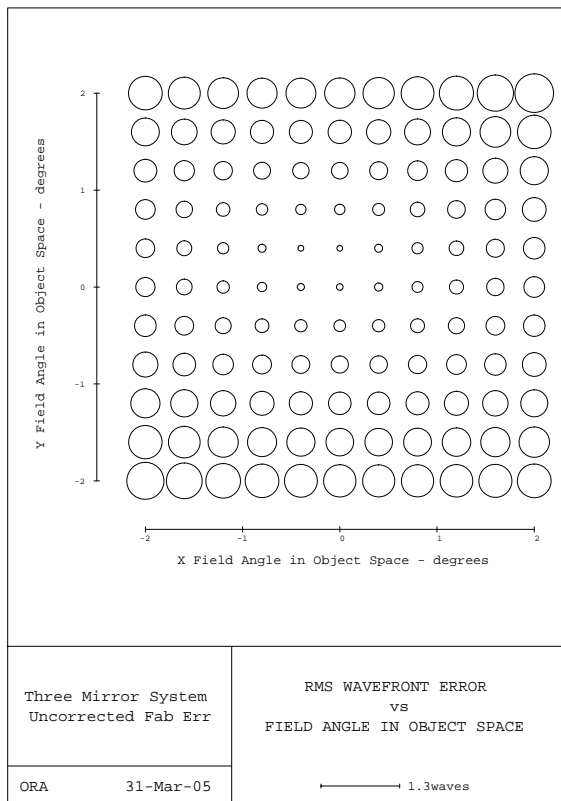 2
1
0
-1
-2
Y Field Angle in Object Space - degrees
-2 -1 0 1 2
X Field Angle in Object Space - degrees
Three Mirror System
Uncorrected Fab Err
ORA 31-Mar-05
RMS WAVEFRONT ERROR
vs
FIELD ANGLE IN OBJECT SPACE
1.3waves